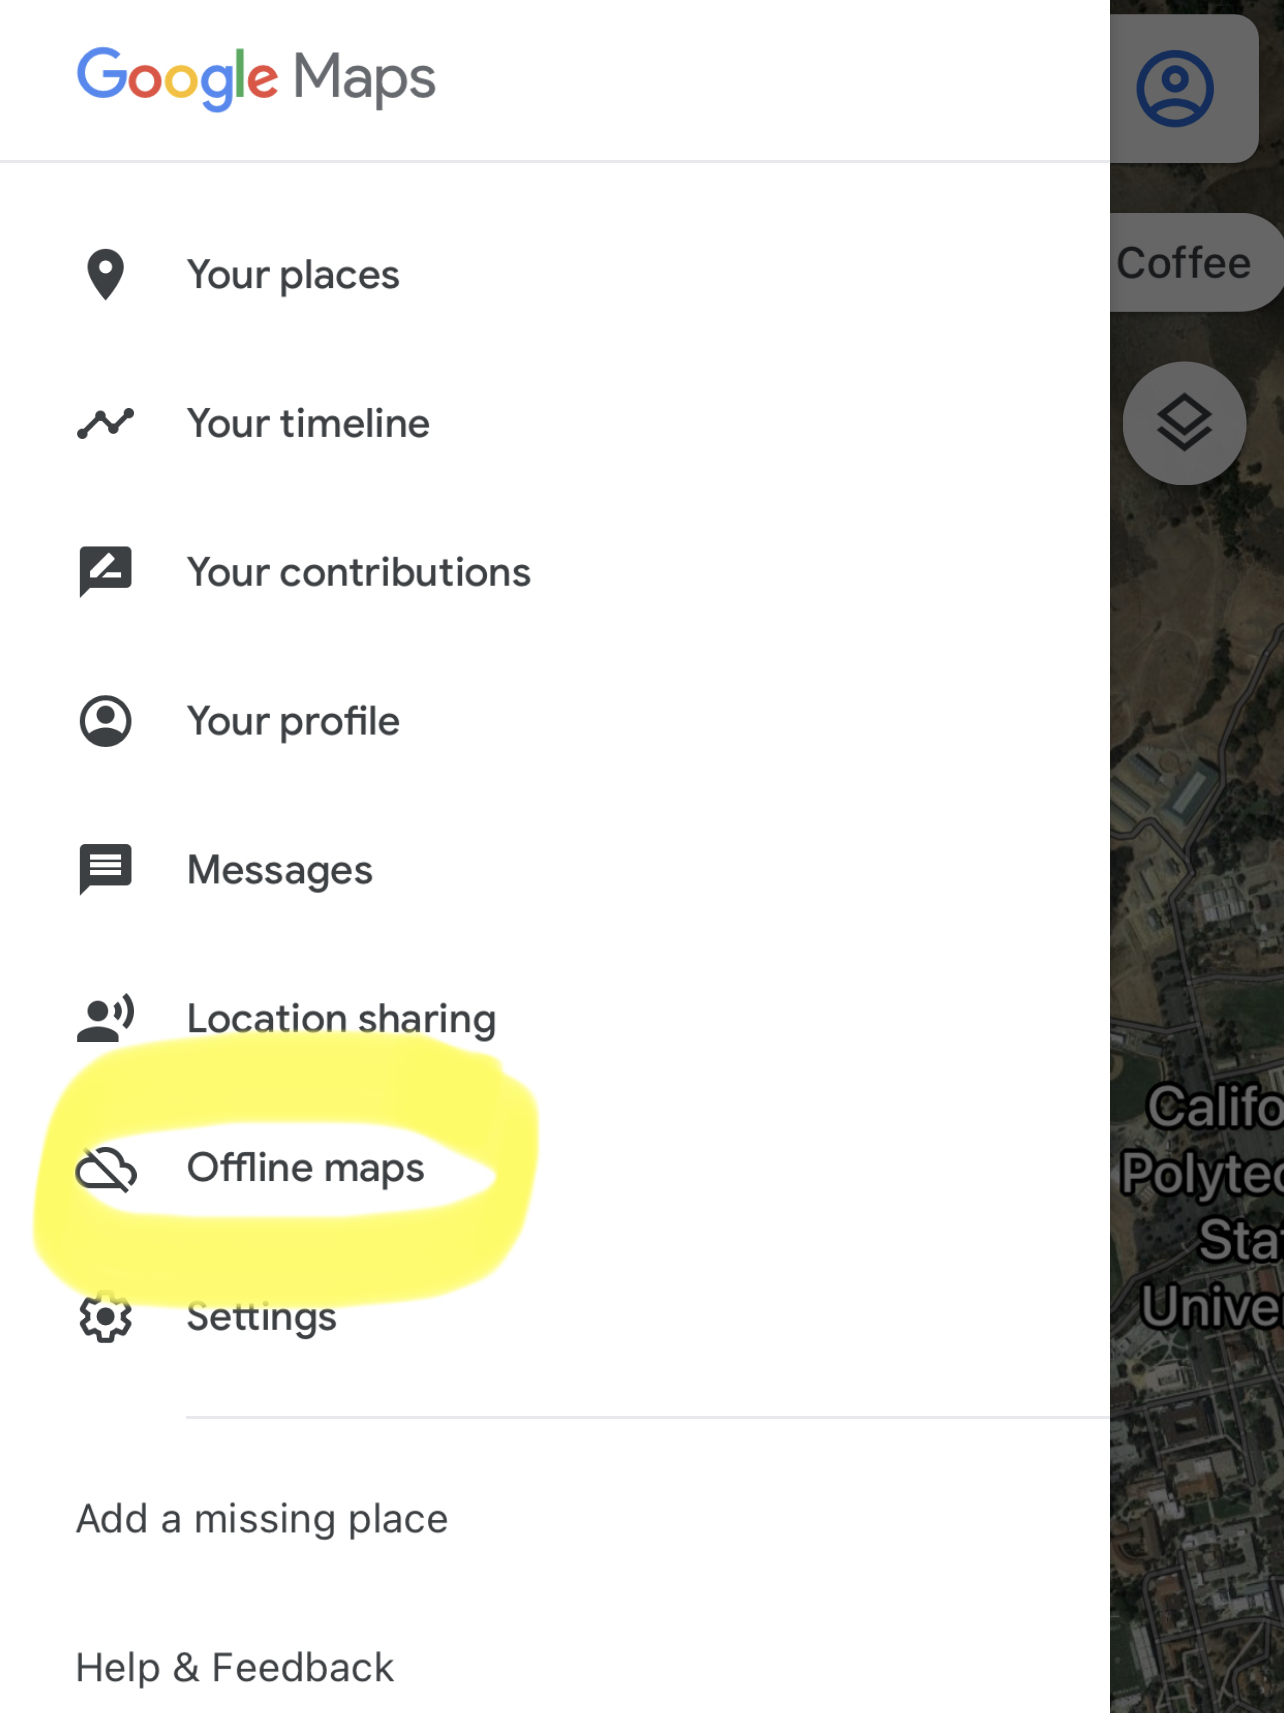 Google Maps
Coffee
Your places
Your timeline
Your contributions
Your profile
Messages
Location sharing
Offline maps
Settings
Add a missing place
Help & Feedback
Califo
Polytec
Sta
Univer